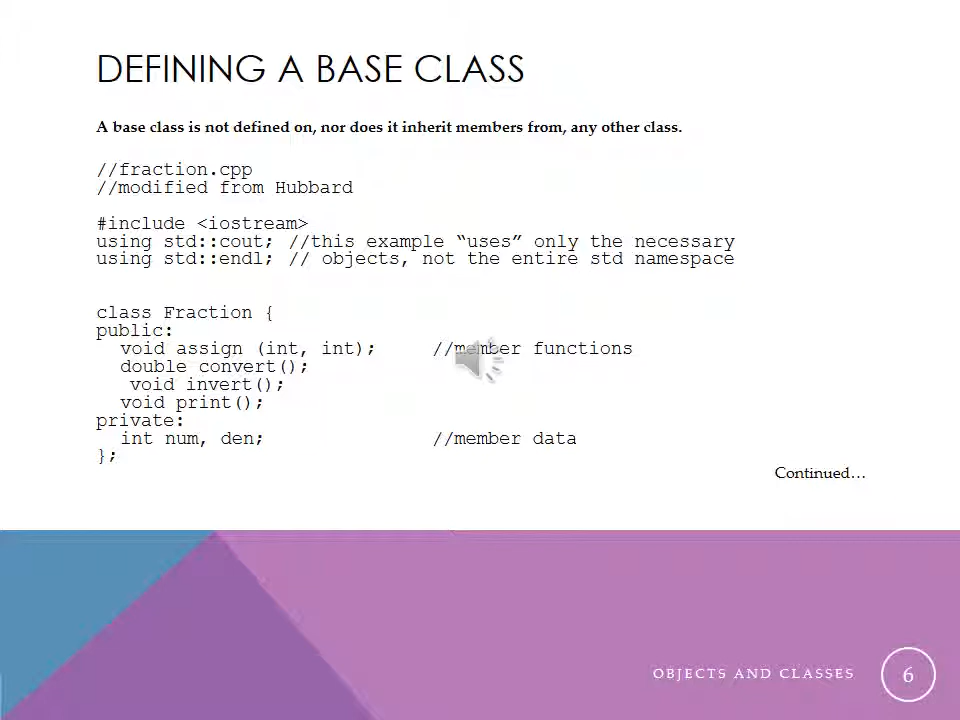 DEFINING A BASE CLASS
A base class is not defined on, nor does it inherit members from, any other class.
//fraction.cpp
//modified from Hubbard
#include <iostream>
using std::cout; //this example “uses” only the necessary
using std::endl; // objects, not the entire std namespace
class Fraction {
public:
void assign (int, int); //member functions
double convert();
void invert();
void print();
private:
int num, den; //member data
};
Continued…
OBJECTS AND CLASSES
6